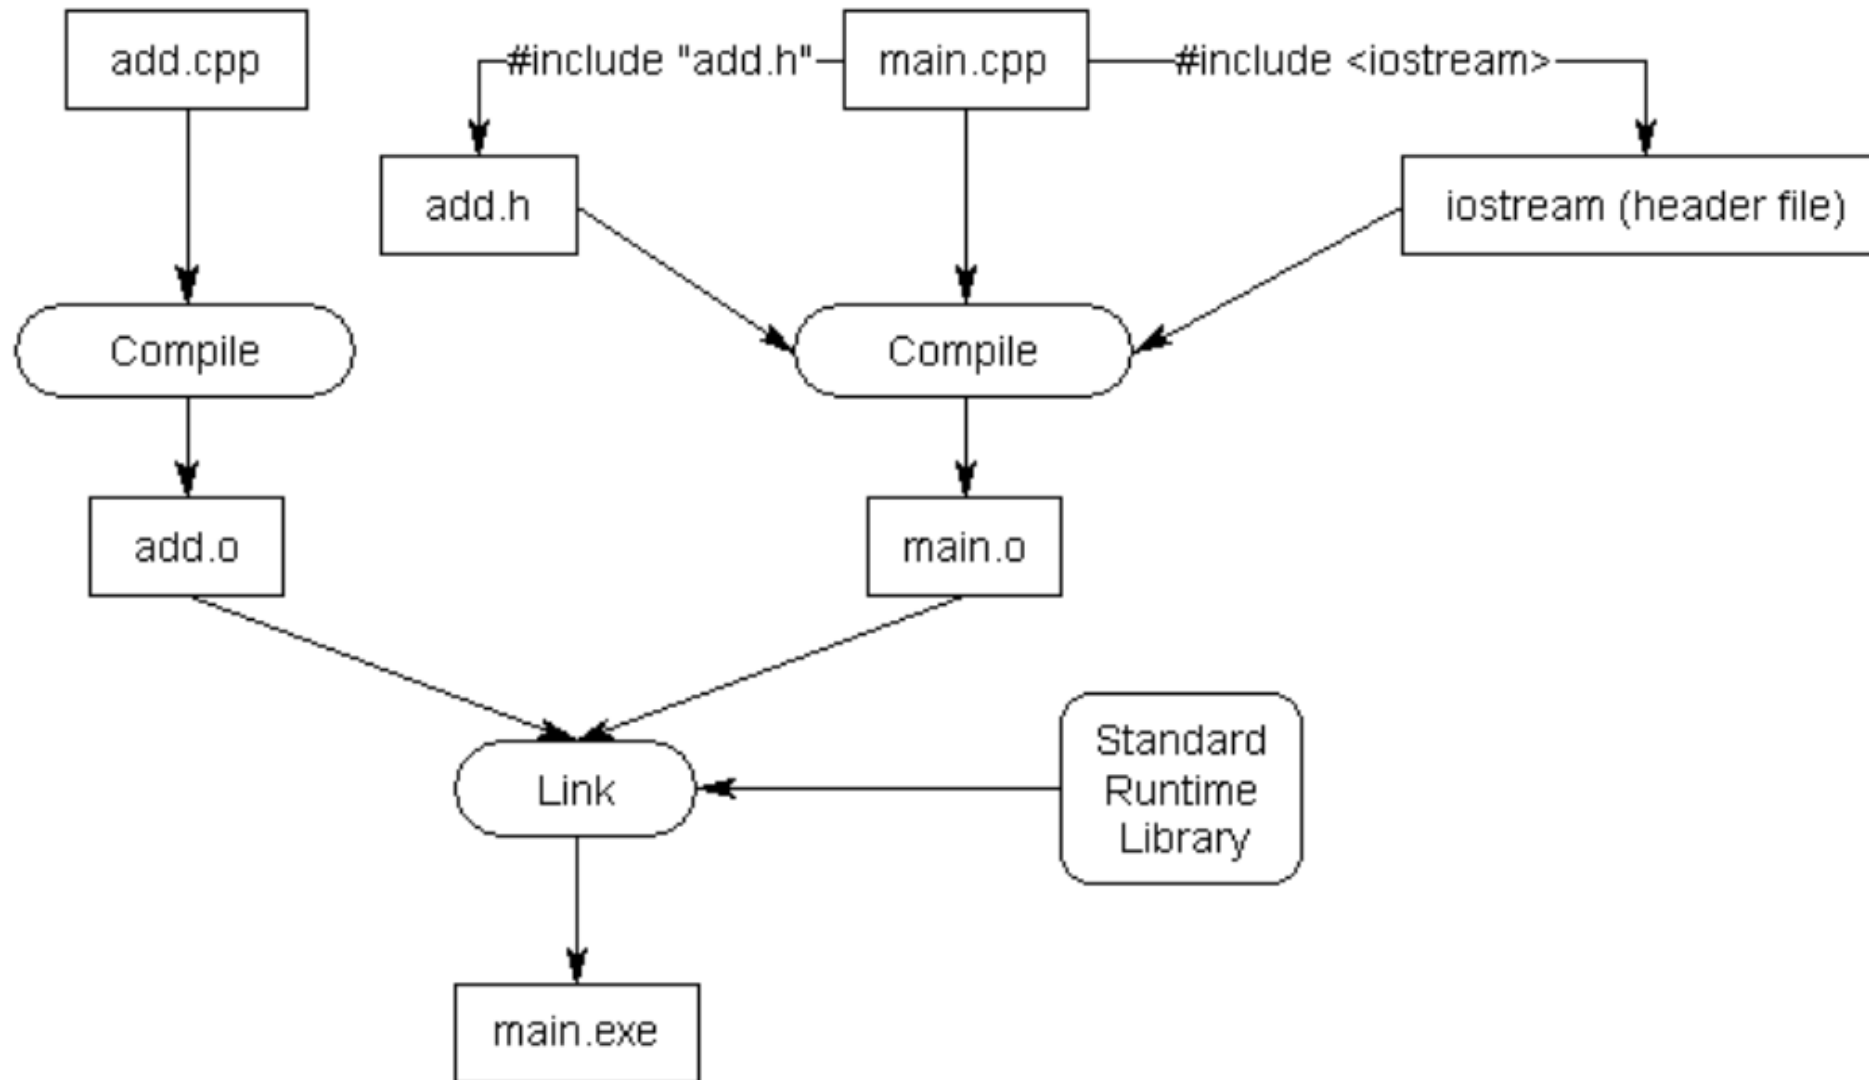 add.cpp
#include "add.h"
main.cpp
#include <iostream>
add.h
iostream (header file)
Compile
Compile
add.o
main.o
Link
Standard
Runtime
Library
main.exe